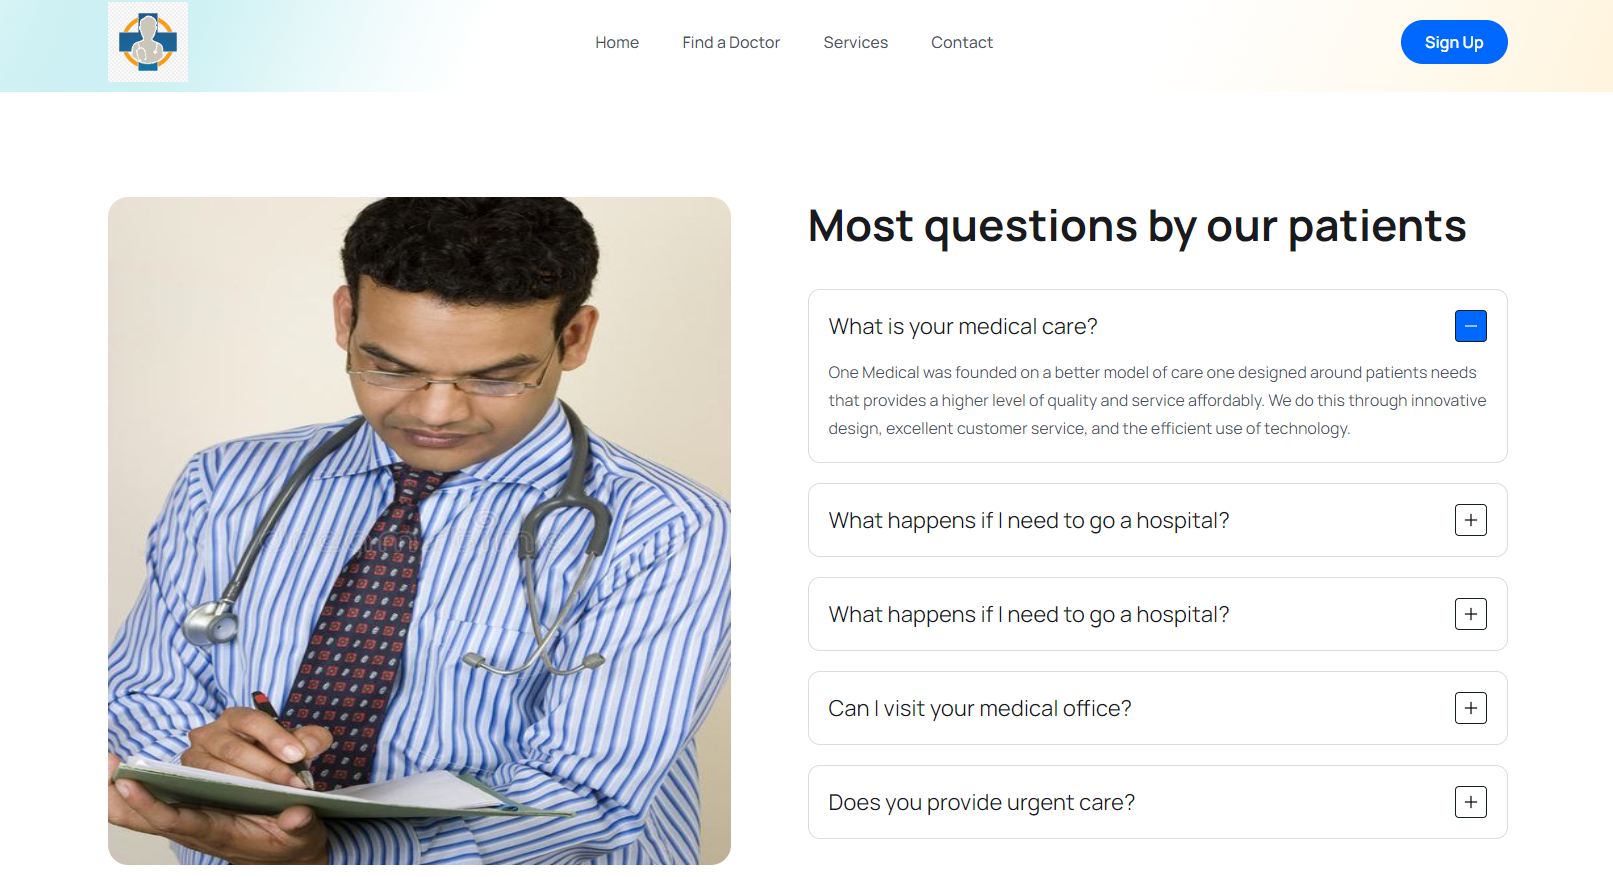 Home
Find a Doctor
Services
Contact
Sign Up
Most questions by our patients
What is your medical care?
One Medical was founded on a better model of care one designed around patients needs
that provides a higher level of quality and service affordably. We do this through innovative
design, excellent customer service, and the efficient use of technology.
What happens if I need to go a hospital?
What happens if I need to go a hospital?
Can I visit your medical office?
Does you provide urgent care?